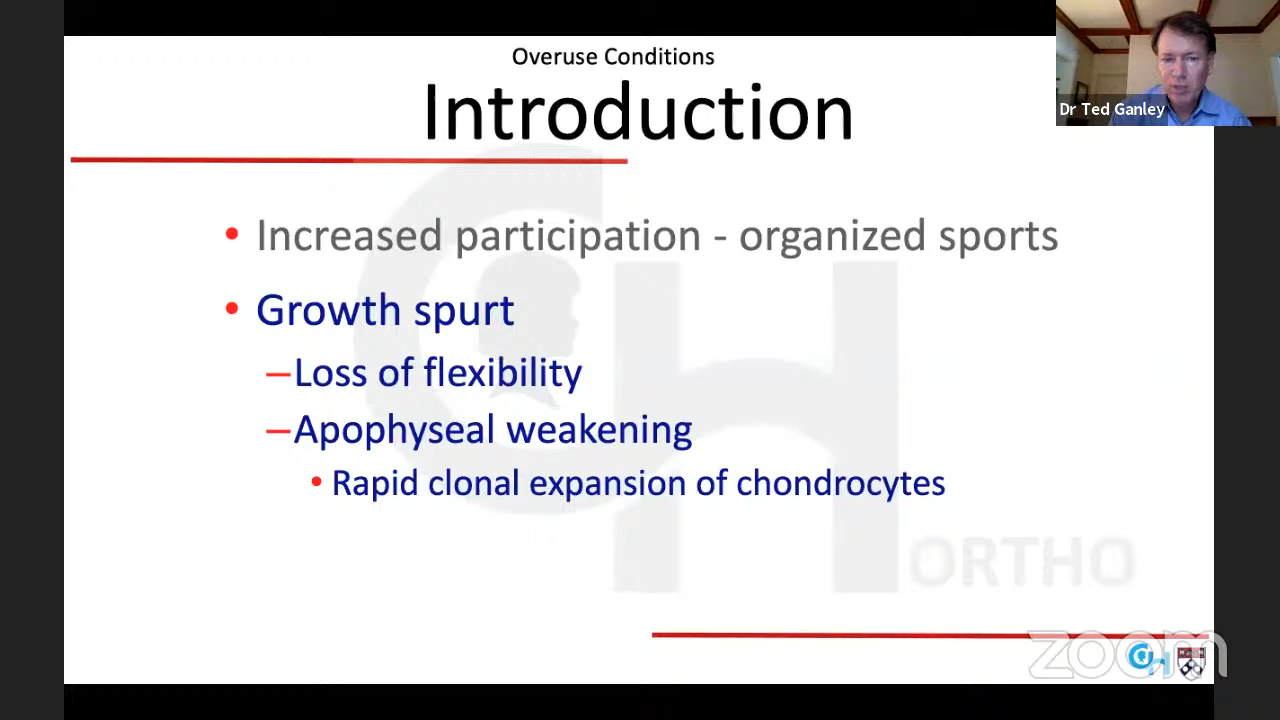 Overuse Conditions
Introduction
Dr Ted Ganley
• Increased participation - organized sports
• Growth spurt
–Loss of flexibility
–Apophyseal weakening
• Rapid clonal expansion of chondrocytes
CH
ORTHO
zoom